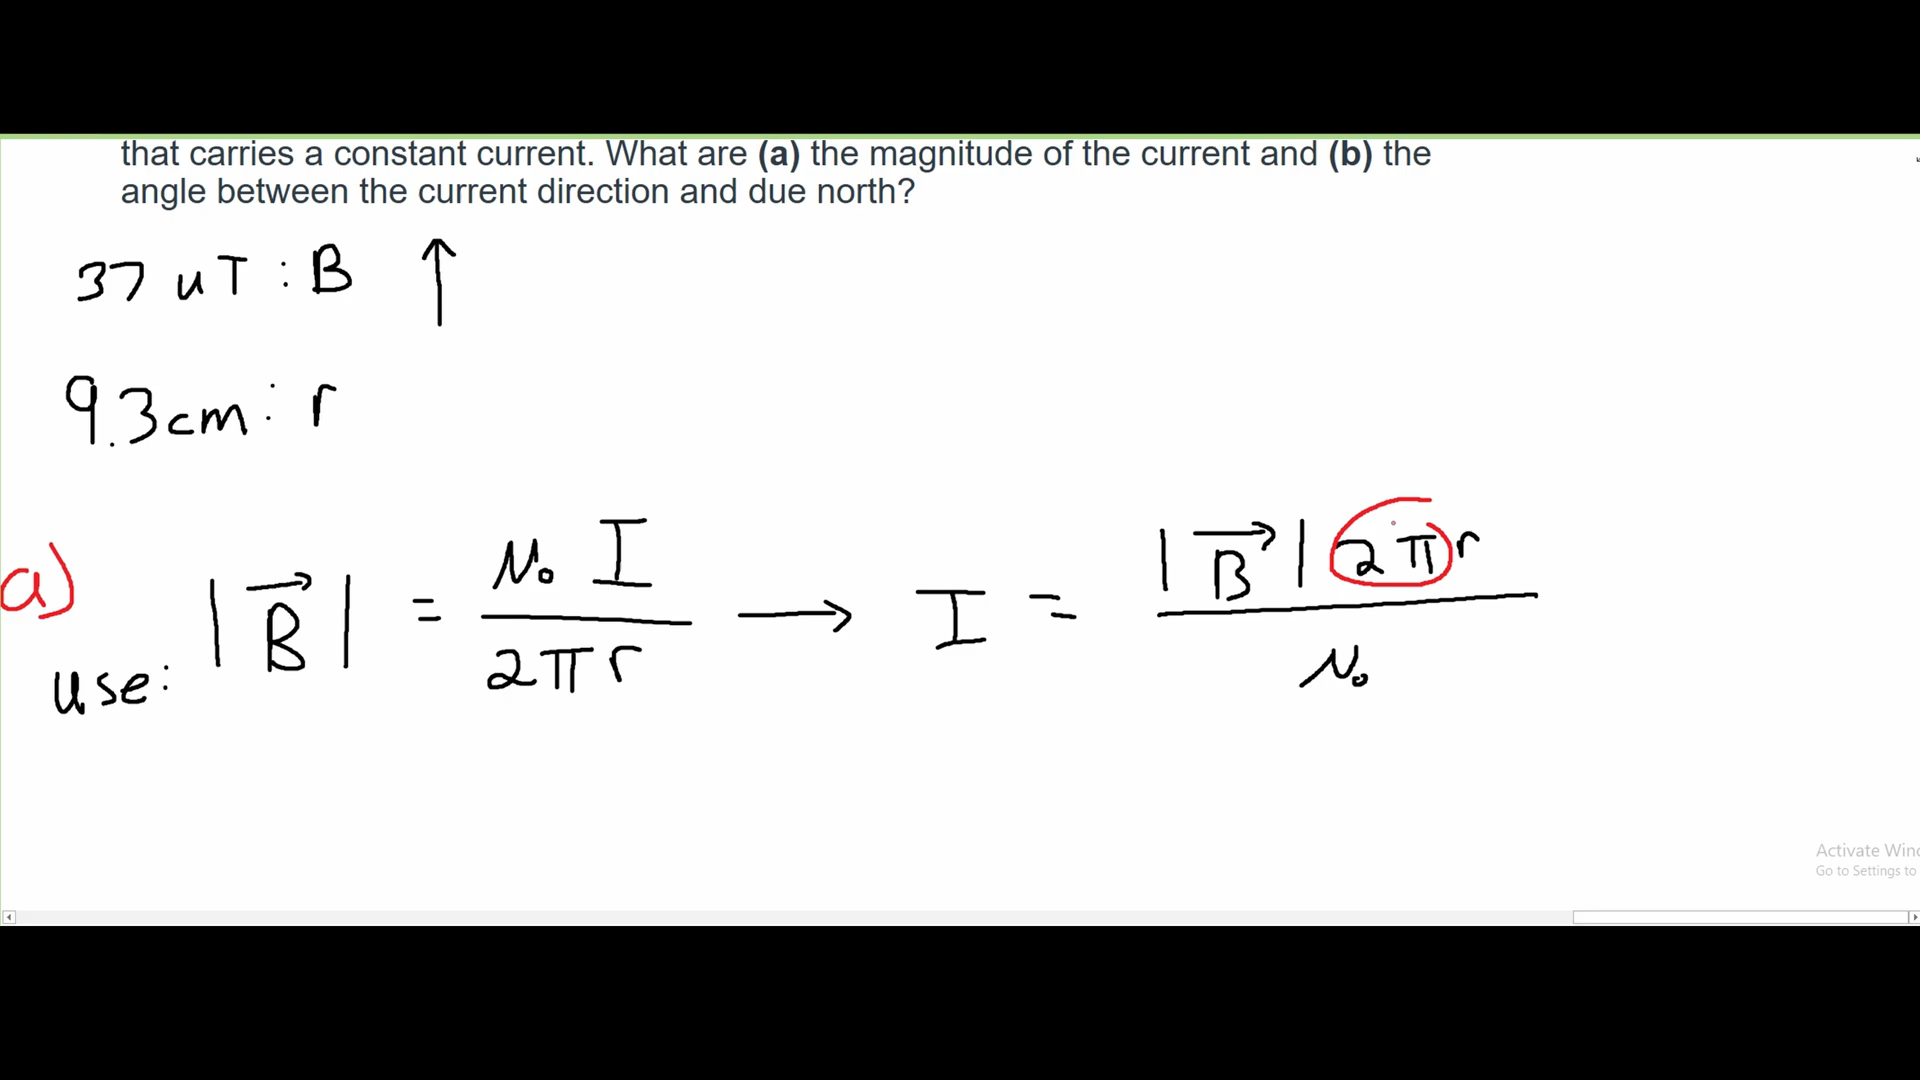 that carries a constant current. What are (a) the magnitude of the current and (b) the
angle between the current direction and due north?
37 uT : B ↑
9.3cm : r
a)
use: |B⃗| = μ₀ I / 2πr → I = |B⃗| 2πr / μ₀
Activate Wind
Go to Settings to